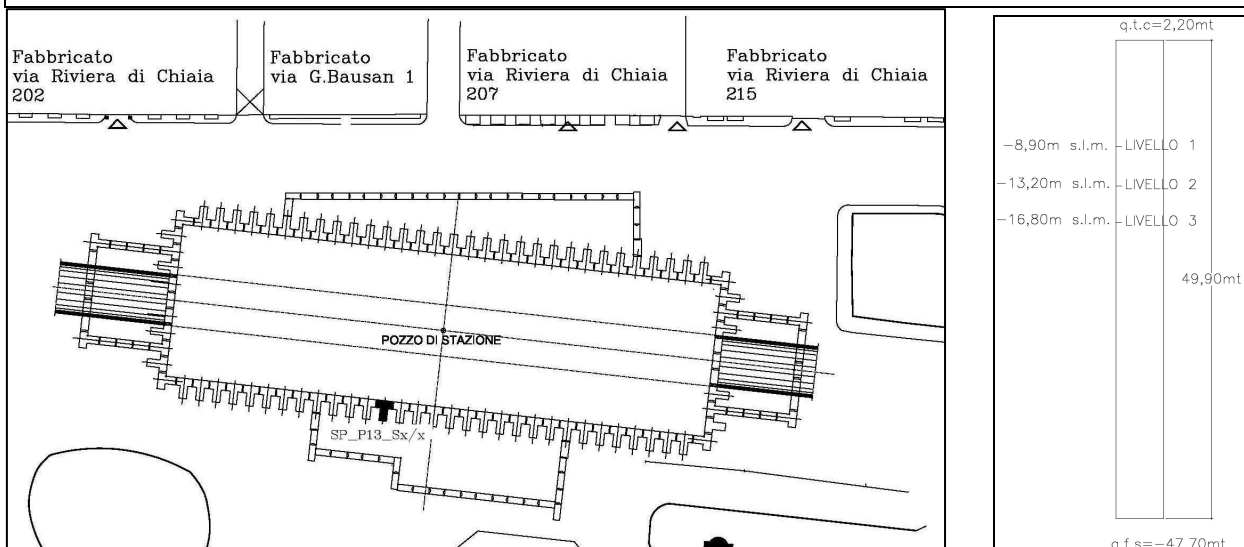 Fabbricato
via Riviera di Chiaia
202
Fabbricato
via G.Bausan 1
Fabbricato
via Riviera di Chiaia
207
Fabbricato
via Riviera di Chiaia
215
POZZO DI STAZIONE
SP_P13_Sx/x
q.t.c=2,20mt
-8,90m s.l.m. LIVELLO 1
-13,20m s.l.m. LIVELLO 2
-16,80m s.l.m. LIVELLO 3
49,90mt
q.f.s=-47,70mt